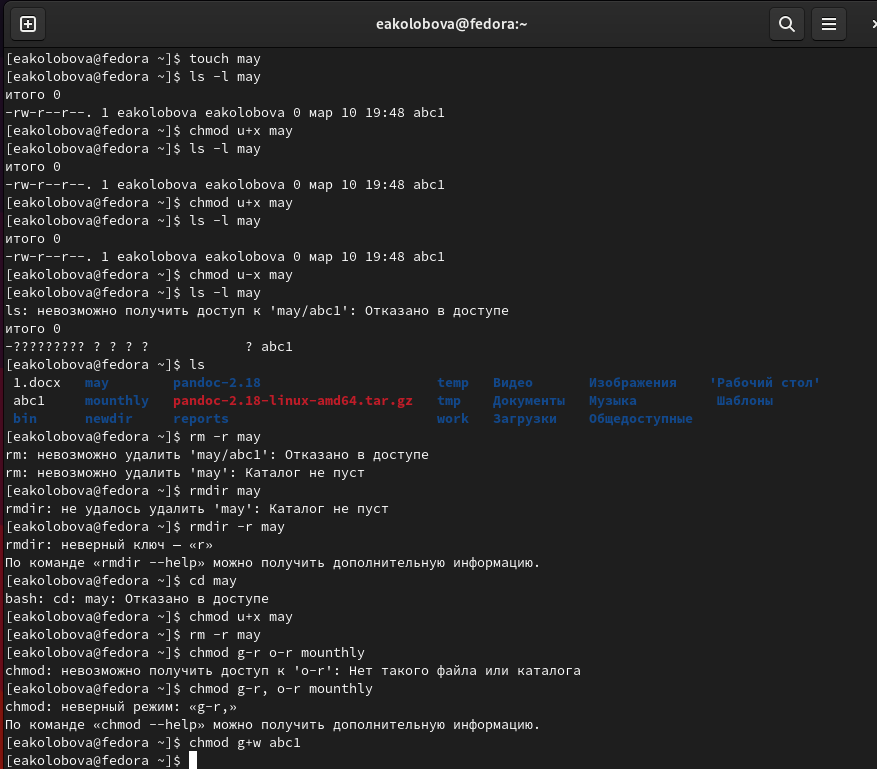 eakolobova@fedora:~
[eakolobova@fedora ~]$ touch may
[eakolobova@fedora ~]$ ls -l may
итого 0
-rw-r--r--. 1 eakolobova eakolobova 0 мар 10 19:48 abc1
[eakolobova@fedora ~]$ chmod u+x may
[eakolobova@fedora ~]$ ls -l may
итого 0
-rw-r--r--. 1 eakolobova eakolobova 0 мар 10 19:48 abc1
[eakolobova@fedora ~]$ chmod u+x may
[eakolobova@fedora ~]$ ls -l may
итого 0
-rw-r--r--. 1 eakolobova eakolobova 0 мар 10 19:48 abc1
[eakolobova@fedora ~]$ chmod u-x may
[eakolobova@fedora ~]$ ls -l may
ls: невозможно получить доступ к 'may/abc1': Отказано в доступе
итого 0
-????????? ? ? ? ?            ? abc1
[eakolobova@fedora ~]$ ls
 1.docx   may        pandoc-2.18                      temp   Видео       Изображения    'Рабочий стол'
 abc1     mounthly   pandoc-2.18-linux-amd64.tar.gz   tmp    Документы   Музыка          Шаблоны
 bin      newdir     reports                          work   Загрузки    Общедоступные
[eakolobova@fedora ~]$ rm -r may
rm: невозможно удалить 'may/abc1': Отказано в доступе
rm: невозможно удалить 'may': Каталог не пуст
[eakolobova@fedora ~]$ rmdir may
rmdir: не удалось удалить 'may': Каталог не пуст
[eakolobova@fedora ~]$ rmdir -r may
rmdir: неверный ключ — «r»
По команде «rmdir --help» можно получить дополнительную информацию.
[eakolobova@fedora ~]$ cd may
bash: cd: may: Отказано в доступе
[eakolobova@fedora ~]$ chmod u+x may
[eakolobova@fedora ~]$ rm -r may
[eakolobova@fedora ~]$ chmod g-r o-r mounthly
chmod: невозможно получить доступ к 'o-r': Нет такого файла или каталога
[eakolobova@fedora ~]$ chmod g-r, o-r mounthly
chmod: неверный режим: «g-r,»
По команде «chmod --help» можно получить дополнительную информацию.
[eakolobova@fedora ~]$ chmod g+w abc1
[eakolobova@fedora ~]$